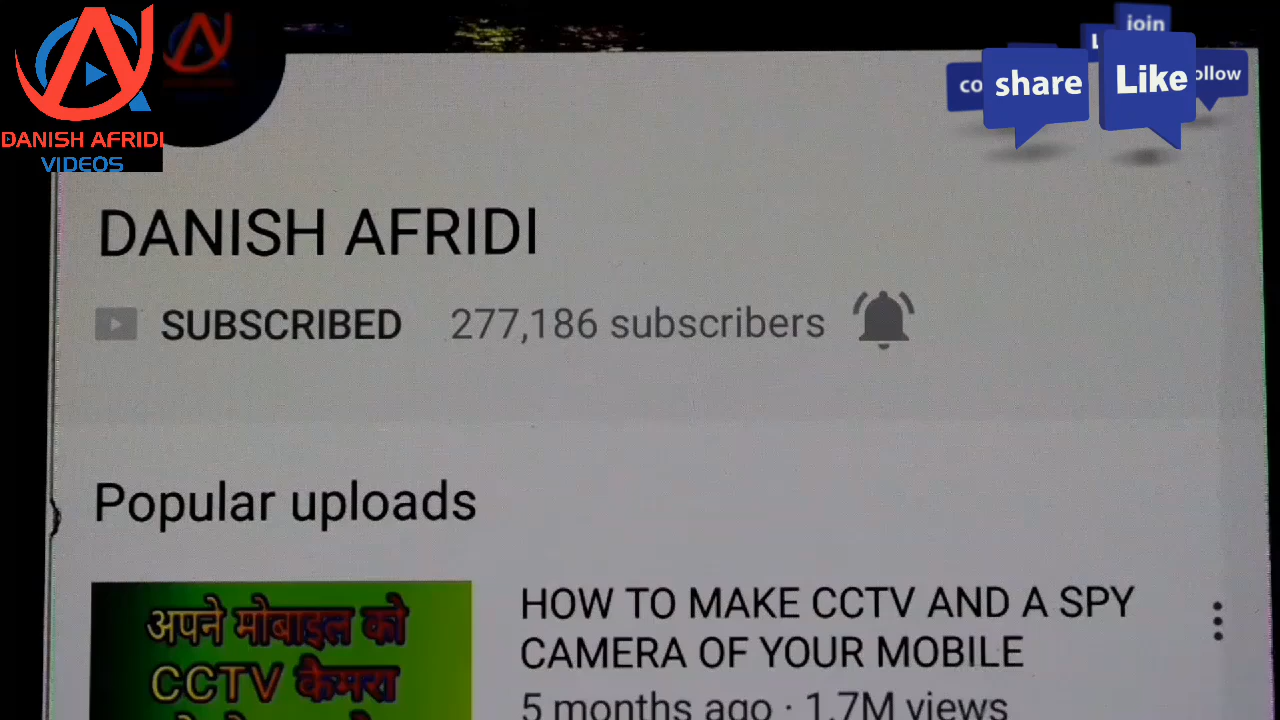 DANISH AFRIDI
VIDEOS
join
share
Like
DANISH AFRIDI
SUBSCRIBED 277,186 subscribers
Popular uploads
अपने मोबाइल को
CCTV कैमरा
HOW TO MAKE CCTV AND A SPY
CAMERA OF YOUR MOBILE
5 months ago · 1.7M views